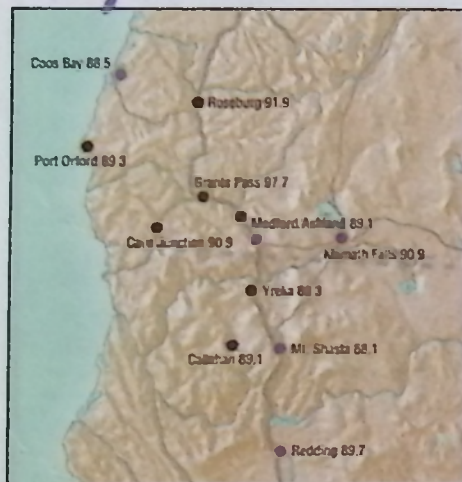 Coos Bay 88.5
Roseburg 91.9
Port Orford 89.3
Grants Pass 97.7
Medford Ashland 89.1
Cave Junction 90.9
Klamath Falls 90.9
Yreka 89.3
Callahan 89.1
Mt. Shasta 88.1
Redding 89.7